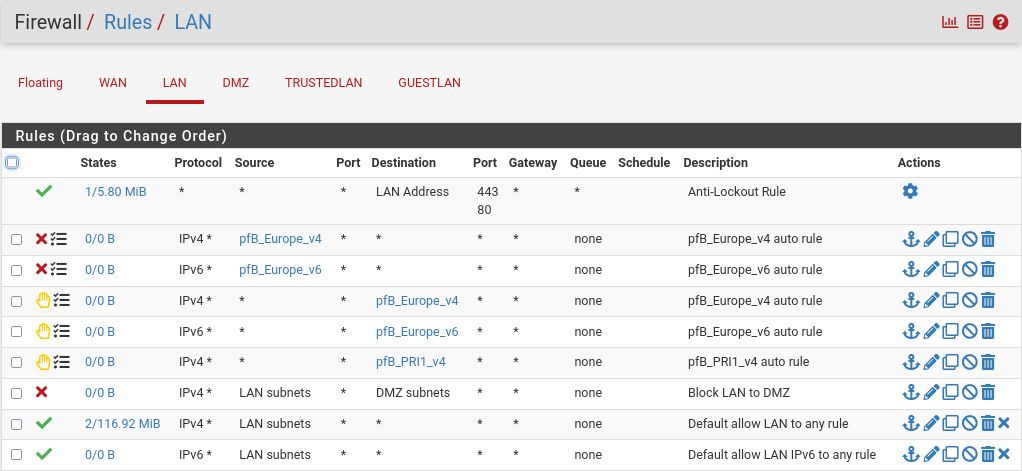 Firewall / Rules / LAN
Floating WAN LAN DMZ TRUSTEDLAN GUESTLAN
Rules (Drag to Change Order)
States Protocol Source Port Destination Port Gateway Queue Schedule Description Actions
1/5.80 MiB * * * LAN Address 443 * * Anti-Lockout Rule
80
0/0 B IPv4 * pfB_Europe_v4 * * * * none pfB_Europe_v4 auto rule
0/0 B IPv6 * pfB_Europe_v6 * * * * none pfB_Europe_v6 auto rule
0/0 B IPv4 * * * pfB_Europe_v4 * * none pfB_Europe_v4 auto rule
0/0 B IPv6 * * * pfB_Europe_v6 * * none pfB_Europe_v6 auto rule
0/0 B IPv4 * * * pfB_PRI1_v4 * * none pfB_PRI1_v4 auto rule
0/0 B IPv4 * LAN subnets * DMZ subnets * * none Block LAN to DMZ
2/116.92 MiB IPv4 * LAN subnets * * * * none Default allow LAN to any rule
0/0 B IPv6 * LAN subnets * * * * none Default allow LAN IPv6 to any rule